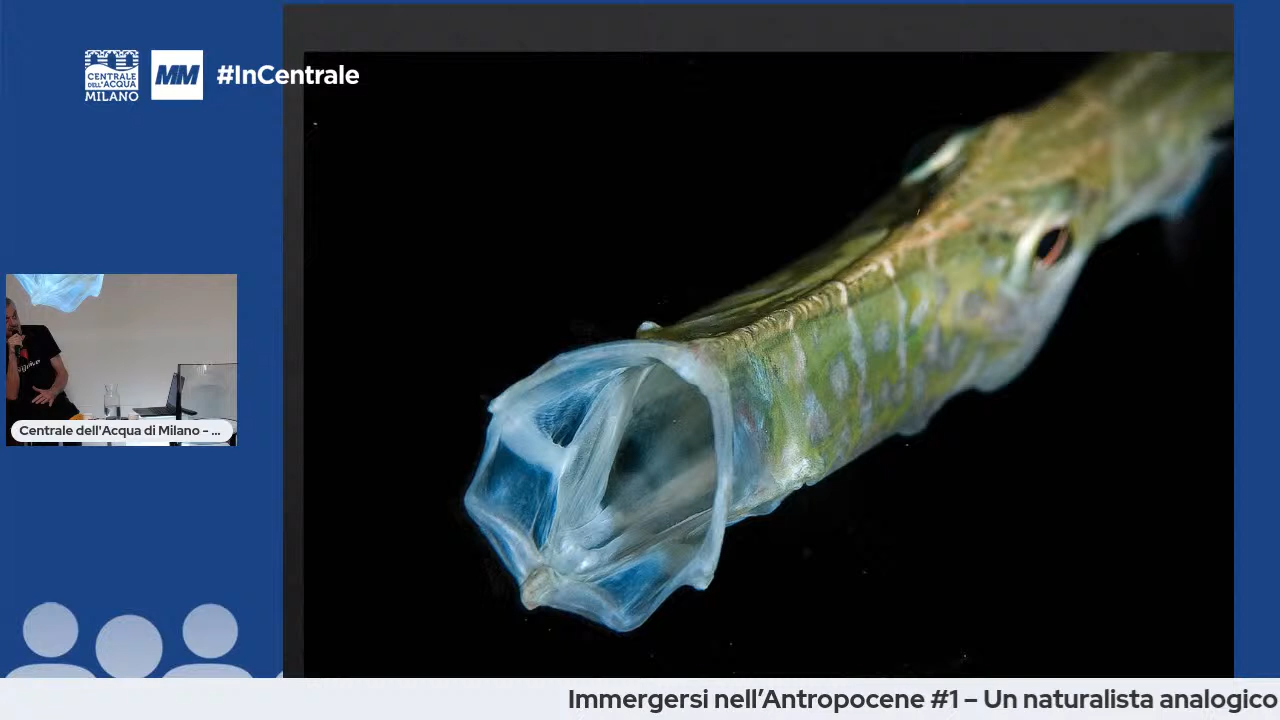 CENTRALE
DELL'ACQUA
MILANO
MM
#InCentrale
Centrale dell'Acqua di Milano - ...
Immergersi nell’Antropocene #1 – Un naturalista analogico